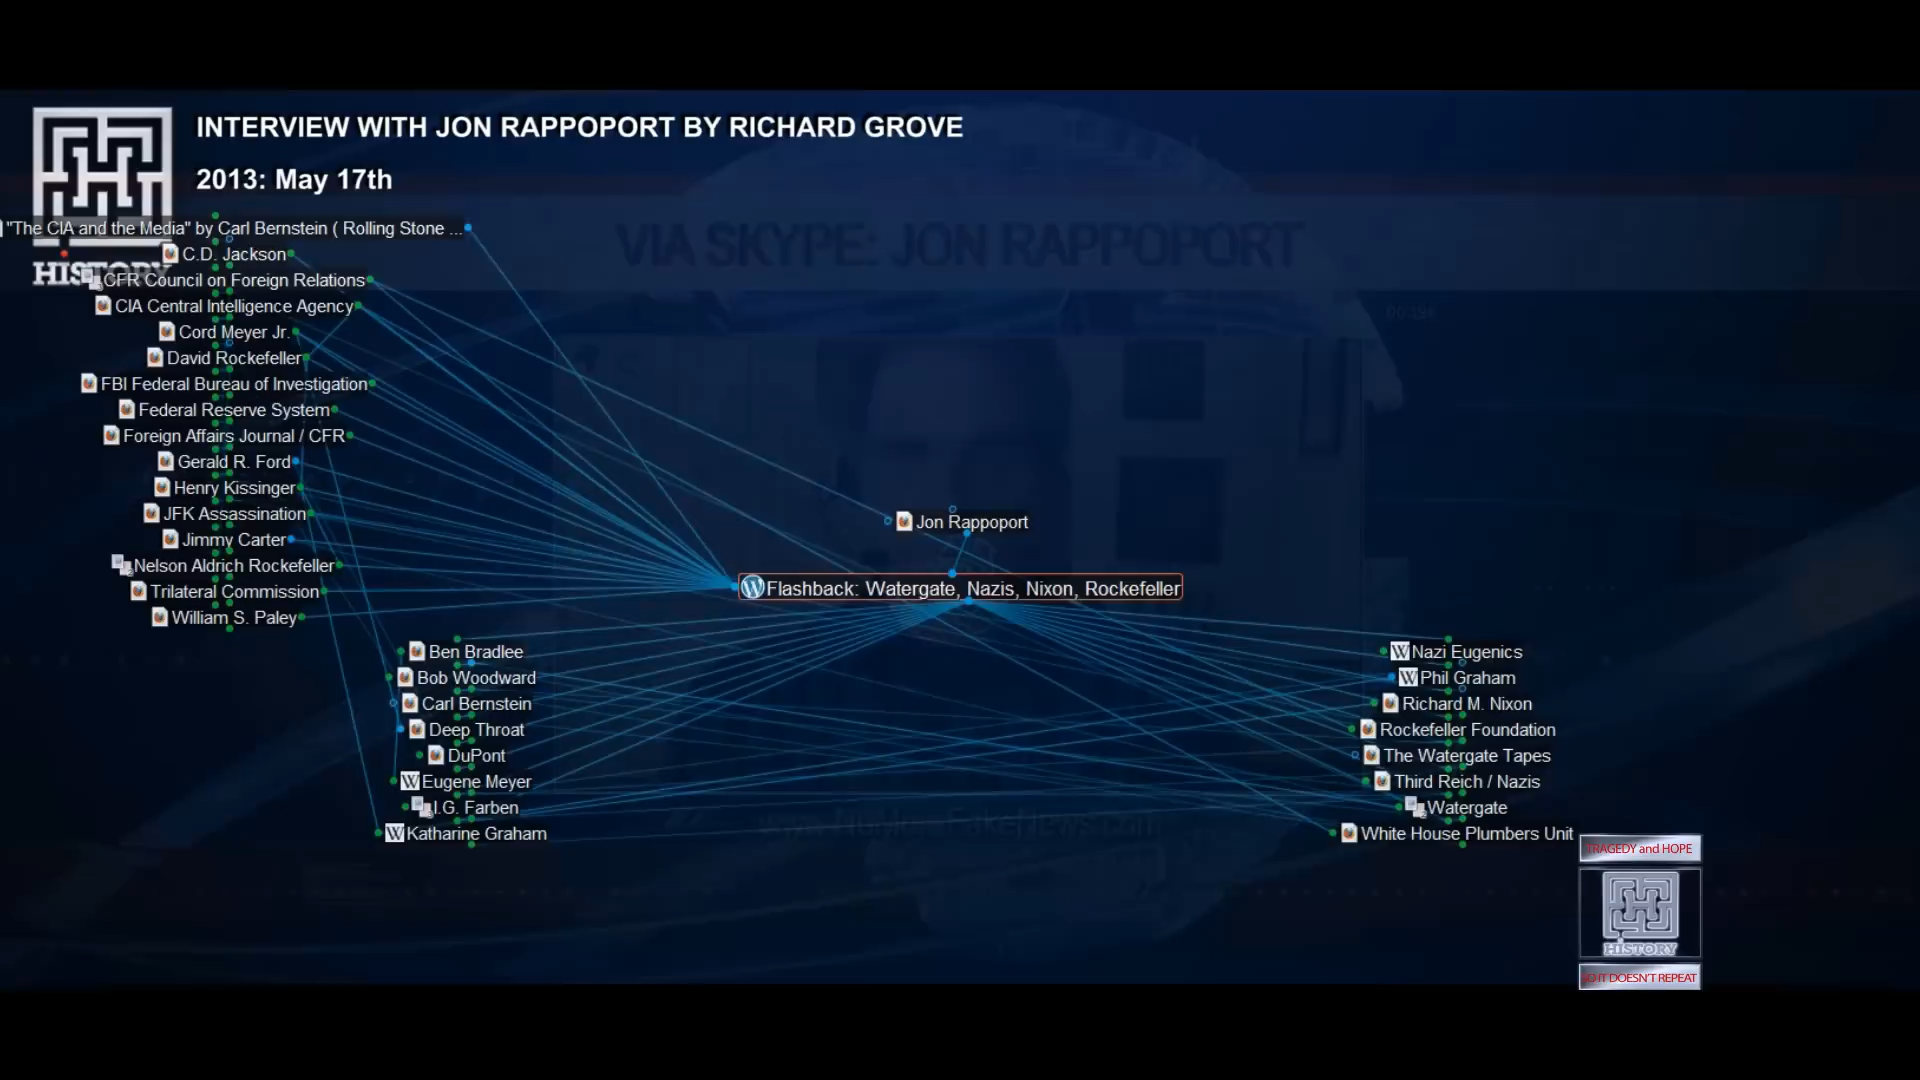 INTERVIEW WITH JON RAPPOPORT BY RICHARD GROVE
2013: May 17th
HISTORY
VIA SKYPE: JON RAPPOPORT
"The CIA and the Media" by Carl Bernstein ( Rolling Stone ...
C.D. Jackson
CFR Council on Foreign Relations
CIA Central Intelligence Agency
Cord Meyer Jr.
David Rockefeller
FBI Federal Bureau of Investigation
Federal Reserve System
Foreign Affairs Journal / CFR
Gerald R. Ford
Henry Kissinger
JFK Assassination
Jimmy Carter
Nelson Aldrich Rockefeller
Trilateral Commission
William S. Paley
Jon Rappoport
Flashback: Watergate, Nazis, Nixon, Rockefeller
Ben Bradlee
Bob Woodward
Carl Bernstein
Deep Throat
DuPont
Eugene Meyer
I.G. Farben
Katharine Graham
Nazi Eugenics
Phil Graham
Richard M. Nixon
Rockefeller Foundation
The Watergate Tapes
Third Reich / Nazis
Watergate
White House Plumbers Unit
TRAGEDY and HOPE
HISTORY
IT DOESN'T REPEAT